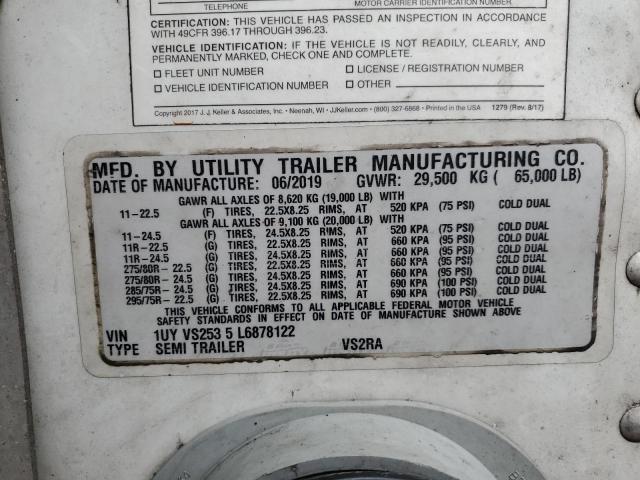 TELEPHONE MOTOR CARRIER IDENTIFICATION NUMBER
CERTIFICATION: THIS VEHICLE HAS PASSED AN INSPECTION IN ACCORDANCE
WITH 49CFR 396.17 THROUGH 396.23.
VEHICLE IDENTIFICATION: IF THE VEHICLE IS NOT READILY, CLEARLY, AND
PERMANENTLY MARKED, CHECK ONE AND COMPLETE.
☐ FLEET UNIT NUMBER ☐ LICENSE / REGISTRATION NUMBER
☐ VEHICLE IDENTIFICATION NUMBER ☐ OTHER
Copyright 2017 J. J. Keller & Associates, Inc. • Neenah, WI • JJKeller.com • (800) 327-6868 • Printed in the USA 1279 (Rev. 8/17)
MFD. BY UTILITY TRAILER MANUFACTURING CO.
DATE OF MANUFACTURE: 06/2019 GVWR: 29,500 KG ( 65,000 LB)
GAWR ALL AXLES OF 8,620 KG (19,000 LB) WITH
11-22.5 (F) TIRES, 22.5X8.25 RIMS, AT 520 KPA (75 PSI) COLD DUAL
GAWR ALL AXLES OF 9,100 KG (20,000 LB) WITH
11-24.5 (F) TIRES, 24.5X8.25 RIMS, AT 520 KPA (75 PSI) COLD DUAL
11R-22.5 (G) TIRES, 22.5X8.25 RIMS, AT 660 KPA (95 PSI) COLD DUAL
11R-24.5 (G) TIRES, 24.5X8.25 RIMS, AT 660 KPA (95 PSI) COLD DUAL
275/80R- 22.5 (G) TIRES, 22.5X8.25 RIMS, AT 660 KPA (95 PSI) COLD DUAL
275/80R- 24.5 (G) TIRES, 24.5X8.25 RIMS, AT 660 KPA (95 PSI) COLD DUAL
285/75R- 24.5 (G) TIRES, 24.5X8.25 RIMS, AT 690 KPA (100 PSI) COLD DUAL
295/75R- 22.5 (G) TIRES, 22.5X8.25 RIMS, AT 690 KPA (100 PSI) COLD DUAL
THIS VEHICLE CONFORMS TO ALL APPLICABLE FEDERAL MOTOR VEHICLE
SAFETY STANDARDS IN EFFECT ON DATE OF MANUFACTURE SHOWN ABOVE
VIN 1UY VS253 5 L6878122
TYPE SEMI TRAILER VS2RA